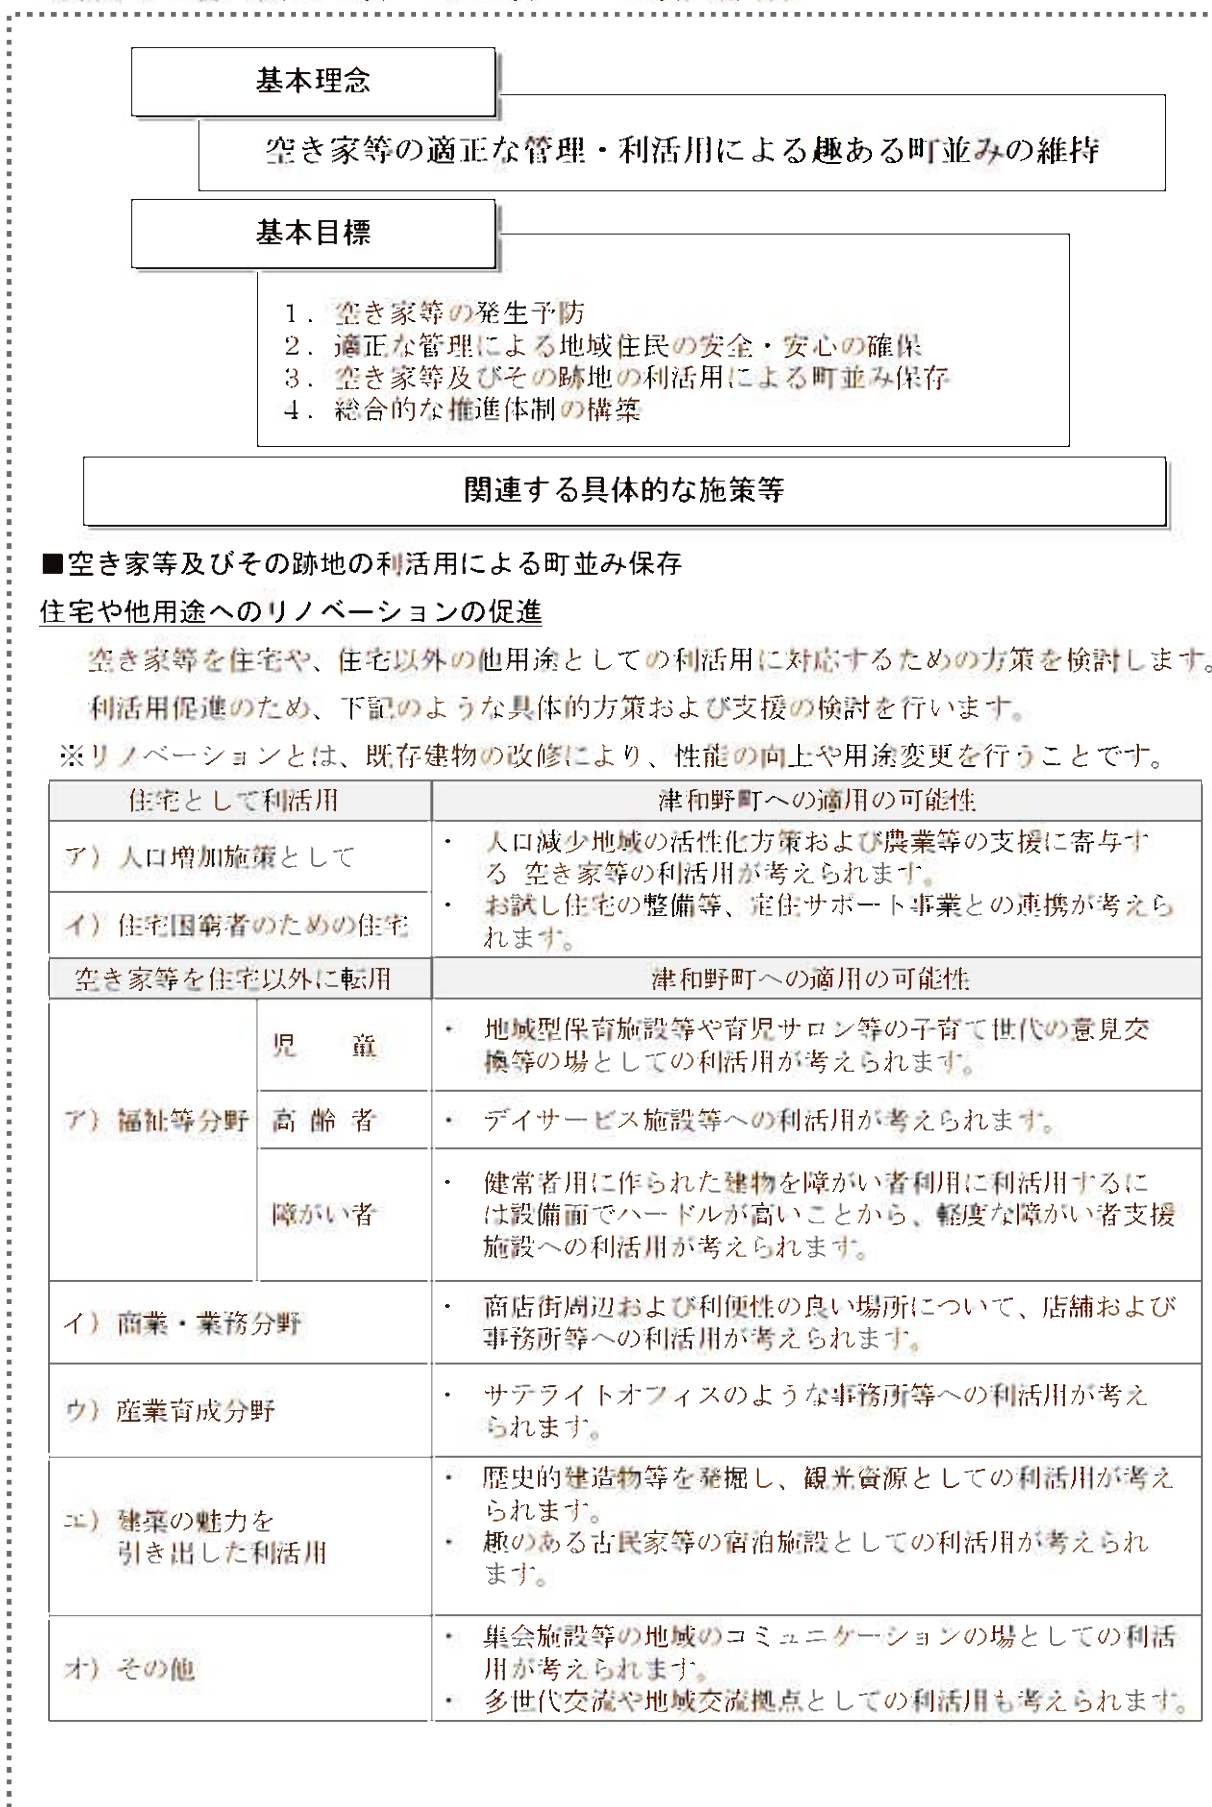 基本理念
空き家等の適正な管理・利活用による趣ある町並みの維持
基本目標
1．空き家等の発生予防
2．適正な管理による地域住民の安全・安心の確保
3．空き家等及びその跡地の利活用による町並み保存
4．総合的な推進体制の構築
関連する具体的な施策等
■空き家等及びその跡地の利活用による町並み保存
住宅や他用途へのリノベーションの促進
空き家等を住宅や、住宅以外の他用途としての利活用に対応するための方策を検討します。
利活用促進のため、下記のような具体的方策および支援の検討を行います。
※リノベーションとは、既存建物の改修により、性能の向上や用途変更を行うことです。
住宅として利活用
津和野町への適用の可能性
ア）人口増加施策として
イ）住宅困窮者のための住宅
・ 人口減少地域の活性化方策および農業等の支援に寄与す
る 空き家等の利活用が考えられます。
・ お試し住宅の整備等、定住サポート事業との連携が考えら
れます。
空き家等を住宅以外に転用
津和野町への適用の可能性
ア）福祉等分野
児 童
・ 地域型保育施設等や育児サロン等の子育て世代の意見交
換等の場としての利活用が考えられます。
高 齢 者
・ デイサービス施設等への利活用が考えられます。
障がい者
・ 健常者用に作られた建物を障がい者利用に利活用するに
は設備面でハードルが高いことから、軽度な障がい者支援
施設への利活用が考えられます。
イ）商業・業務分野
・ 商店街周辺および利便性の良い場所について、店舗および
事務所等への利活用が考えられます。
ウ）産業育成分野
・ サテライトオフィスのような事務所等への利活用が考え
られます。
エ）建築の魅力を
引き出した利活用
・ 歴史的建造物等を発掘し、観光資源としての利活用が考え
られます。
・ 趣のある古民家等の宿泊施設としての利活用が考えられ
ます。
オ）その他
・ 集会施設等の地域のコミュニケーションの場としての利活
用が考えられます。
・ 多世代交流や地域交流拠点としての利活用も考えられます。